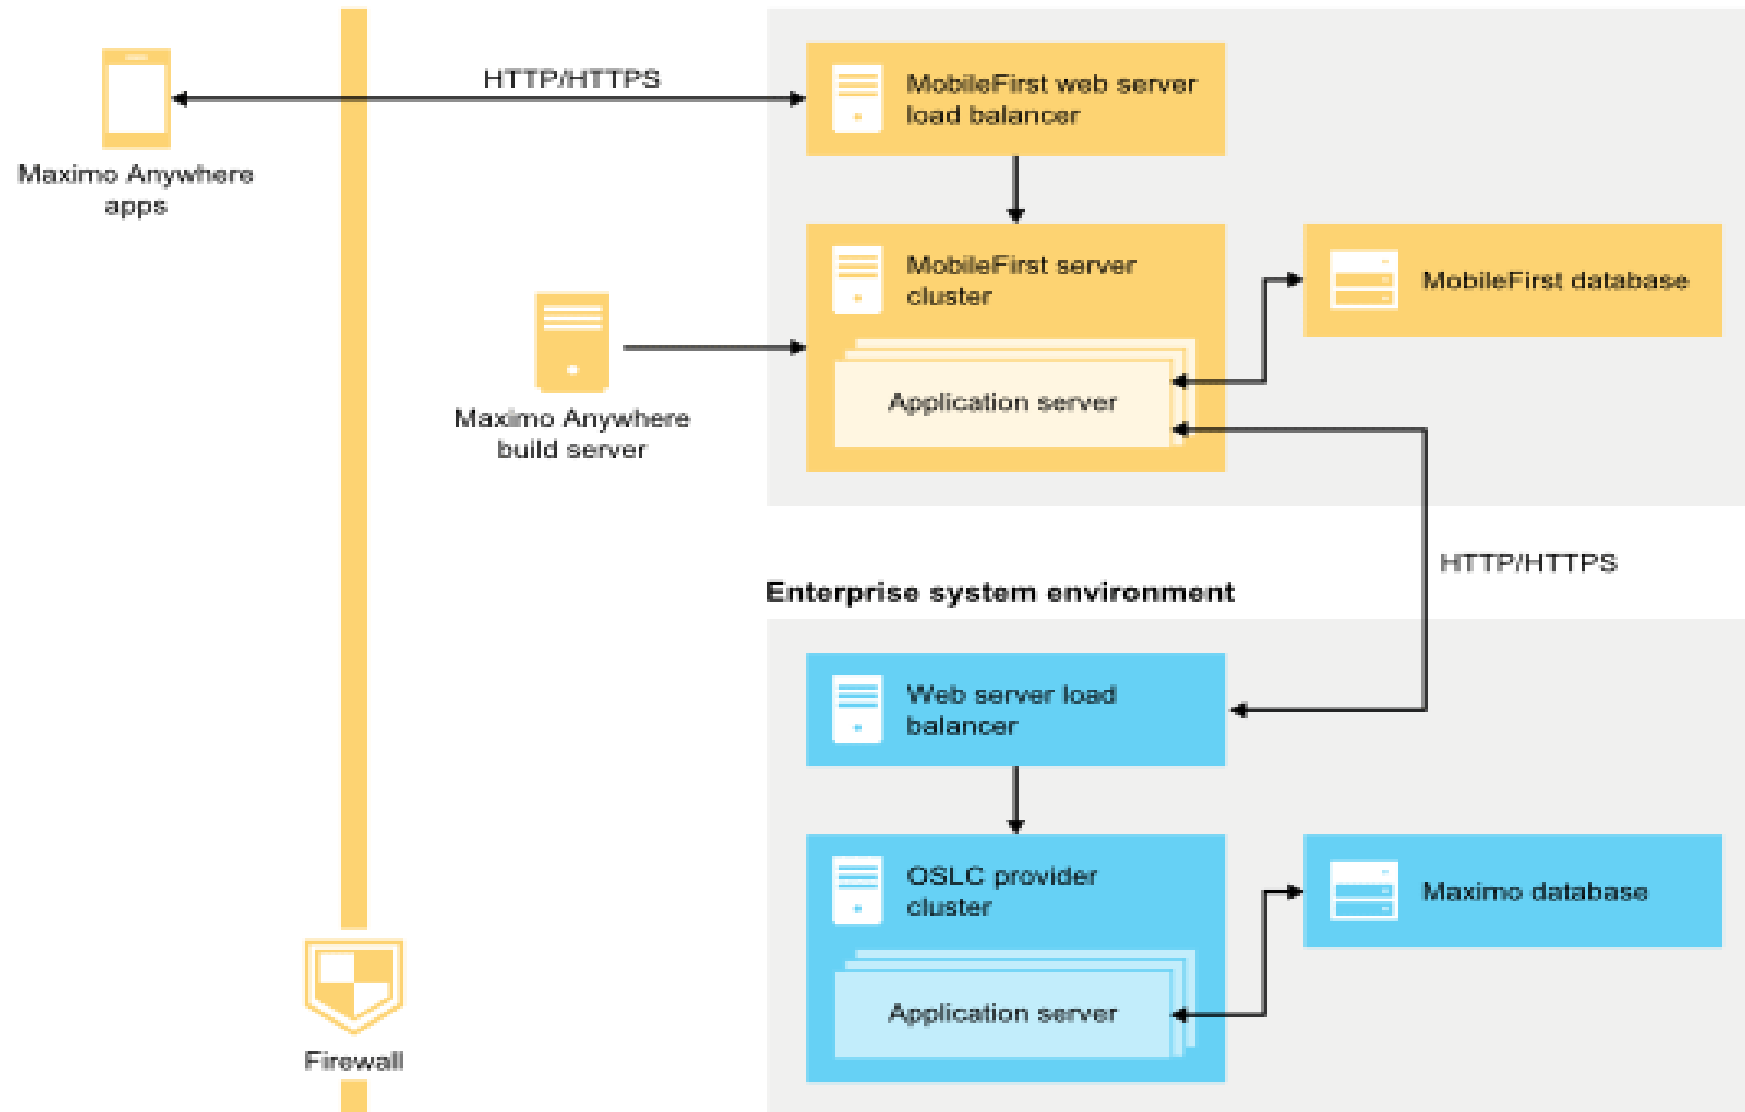 HTTP/HTTPS
MobileFirst web server
load balancer
Maximo Anywhere
apps
MobileFirst server
cluster
MobileFirst database
Application server
Maximo Anywhere
build server
HTTP/HTTPS
Enterprise system environment
Web server load
balancer
OSLC provider
cluster
Maximo database
Application server
Firewall